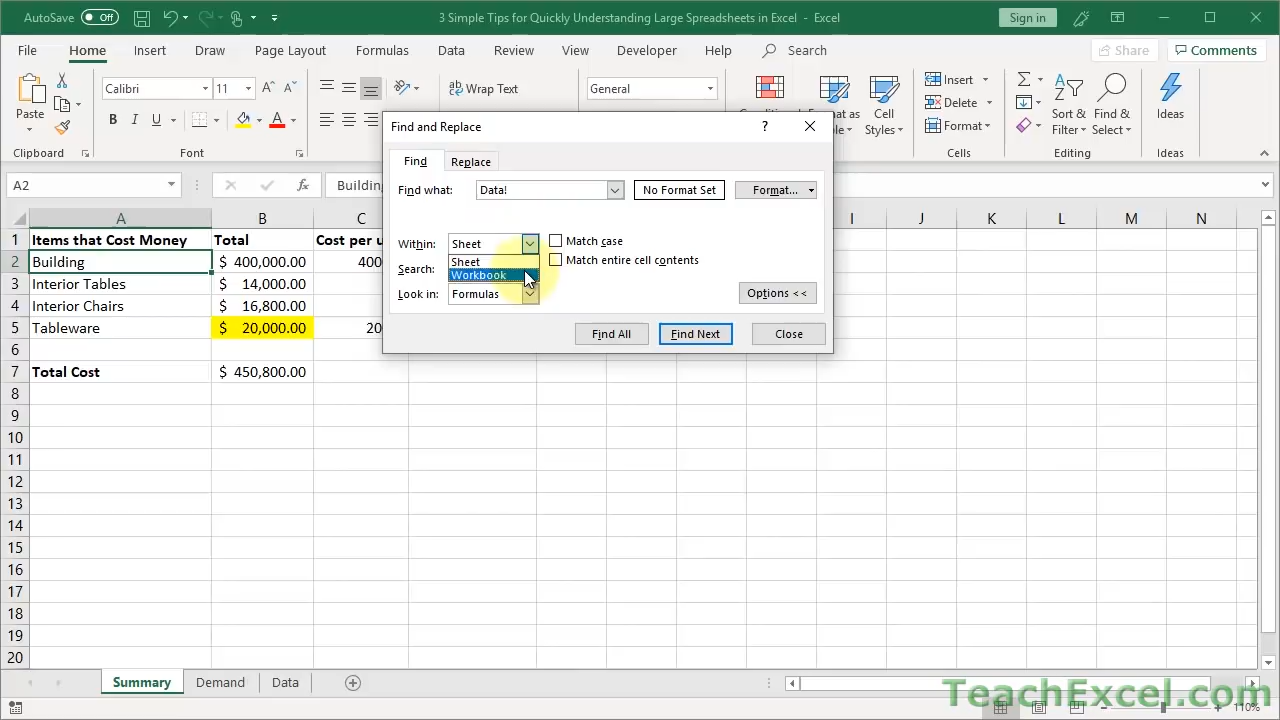 AutoSave Off
3 Simple Tips for Quickly Understanding Large Spreadsheets in Excel - Excel
Sign in
File Home Insert Draw Page Layout Formulas Data Review View Developer Help Search Share Comments
Paste
Clipboard
Calibri 11
B I U A
Font
ab Wrap Text
General
Cell Styles
Insert
Delete
Format
Cells
Sort & Filter
Find & Select
Editing
Ideas
Ideas
A2
fx
Find and Replace
? 
Find Replace
Find what: Data! No Format Set Format...
Within: Sheet Match case
Sheet
Workbook
Match entire cell contents
Search:
Look in: Formulas
Options <<
Find All Find Next Close
A B C I J K L M N
1 Items that Cost Money Total
2 Building $ 400,000.00
3 Interior Tables $ 14,000.00
4 Interior Chairs $ 16,800.00
5 Tableware $ 20,000.00
6
7 Total Cost $ 450,800.00
8
9
10
11
12
13
14
15
16
17
18
19
20
Summary Demand Data
TeachExcel.com
110%